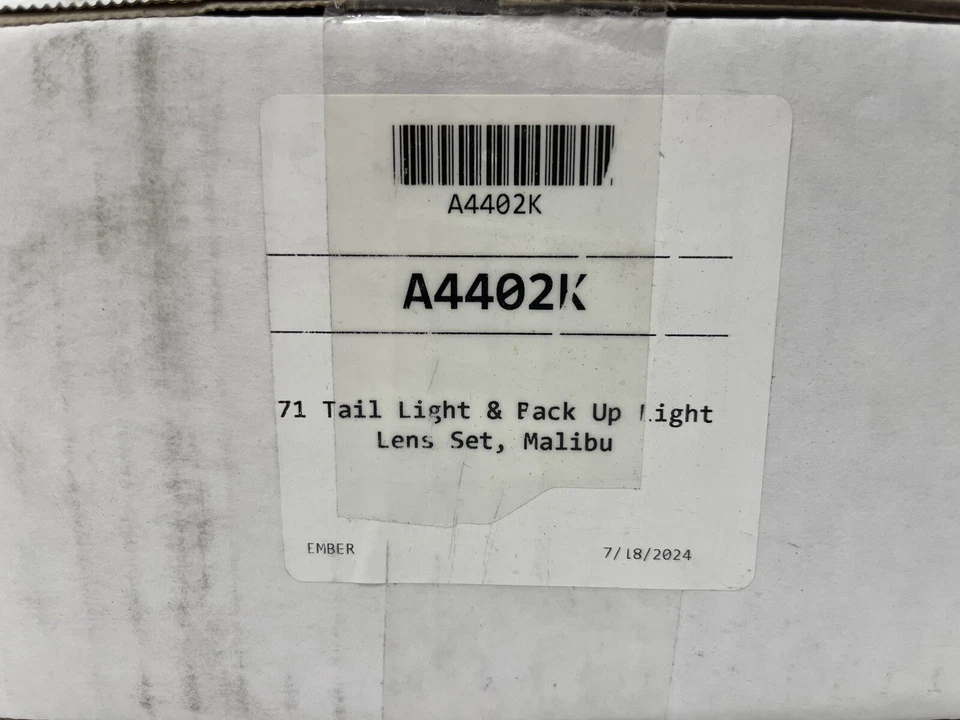 A4402K
A4402K
71 Tail Light & Back Up Light
Lens Set, Malibu
EMBER
7/18/2024